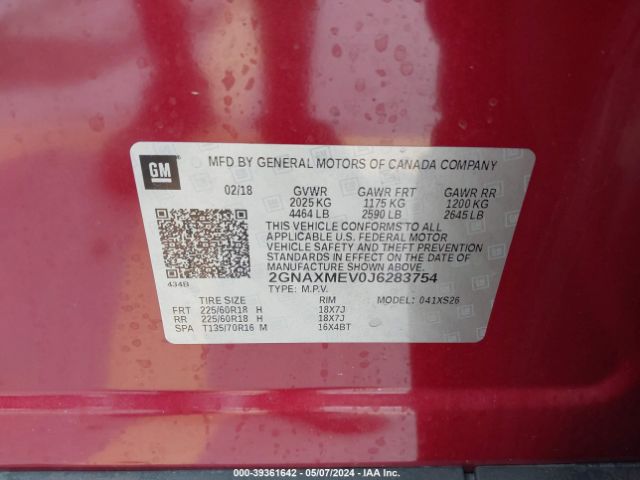 GM
MFD BY GENERAL MOTORS OF CANADA COMPANY
02/18 GVWR GAWR FRT GAWR RR
2025 KG 1175 KG 1200 KG
4464 LB 2590 LB 2645 LB
THIS VEHICLE CONFORMS TO ALL
APPLICABLE U.S. FEDERAL MOTOR
VEHICLE SAFETY AND THEFT PREVENTION
STANDARDS IN EFFECT ON THE DATE OF
MANUFACTURE SHOWN ABOVE.
434B 2GNAXMEV0J6283754
TYPE: M.P.V. MODEL: 041XS26
TIRE SIZE RIM
FRT 225/60R18 H 18X7J
RR 225/60R18 H 18X7J
SPA T135/70R16 M 16X4BT
000-39361642 - 05/07/2024 - IAA Inc.